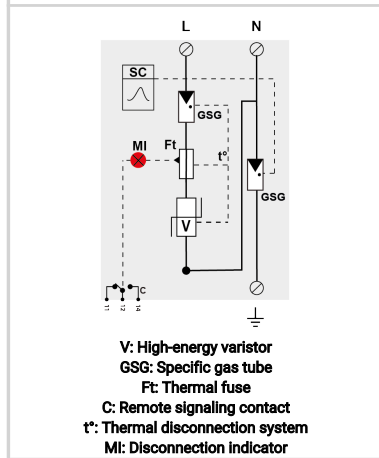 L N
SC
GSG
MI Ft
t°
GSG
V
C
11 12 14
V: High-energy varistor
GSG: Specific gas tube
Ft: Thermal fuse
C: Remote signaling contact
t°: Thermal disconnection system
MI: Disconnection indicator